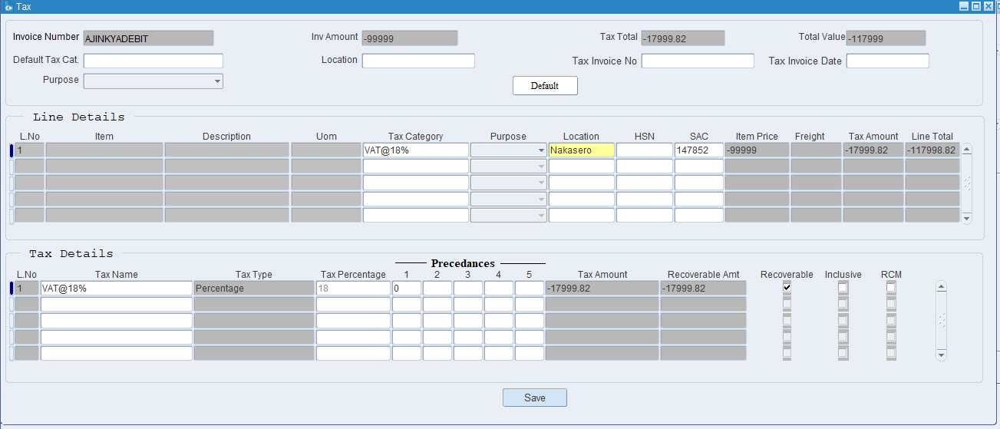 Tax
Invoice Number AJINKYADEBIT Inv Amount -99999 Tax Total -17999.82 Total Value -117999
Default Tax Cat. Location Tax Invoice No Tax Invoice Date
Purpose Default
Line Details
L.No Item Description Uom Tax Category Purpose Location HSN SAC Item Price Freight Tax Amount Line Total
1 VAT@18% Nakasero 147852 -99999 -17999.82 -117998.82
Tax Details
Precedances
L.No Tax Name Tax Type Tax Percentage 1 2 3 4 5 Tax Amount Recoverable Amt Recoverable Inclusive RCM
1 VAT@18% Percentage 18 0 -17999.82 -17999.82
Save